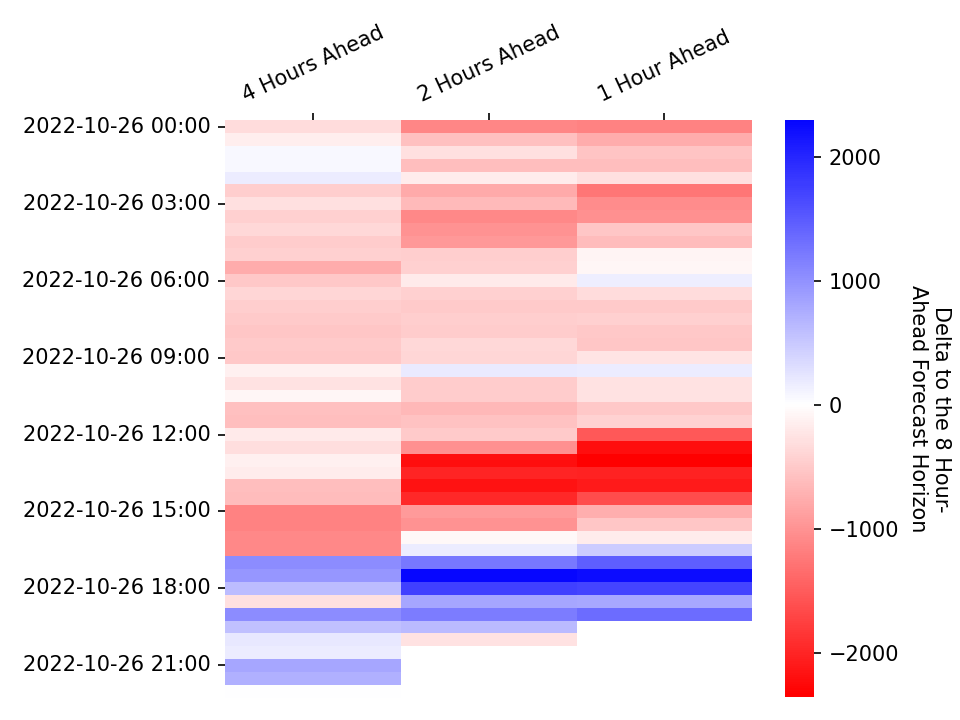 4 Hours Ahead
2 Hours Ahead
1 Hour Ahead
2022-10-26 00:00
2022-10-26 03:00
2022-10-26 06:00
2022-10-26 09:00
2022-10-26 12:00
2022-10-26 15:00
2022-10-26 18:00
2022-10-26 21:00
2000
1000
0
−1000
−2000
Delta to the 8 Hour-
Ahead Forecast Horizon